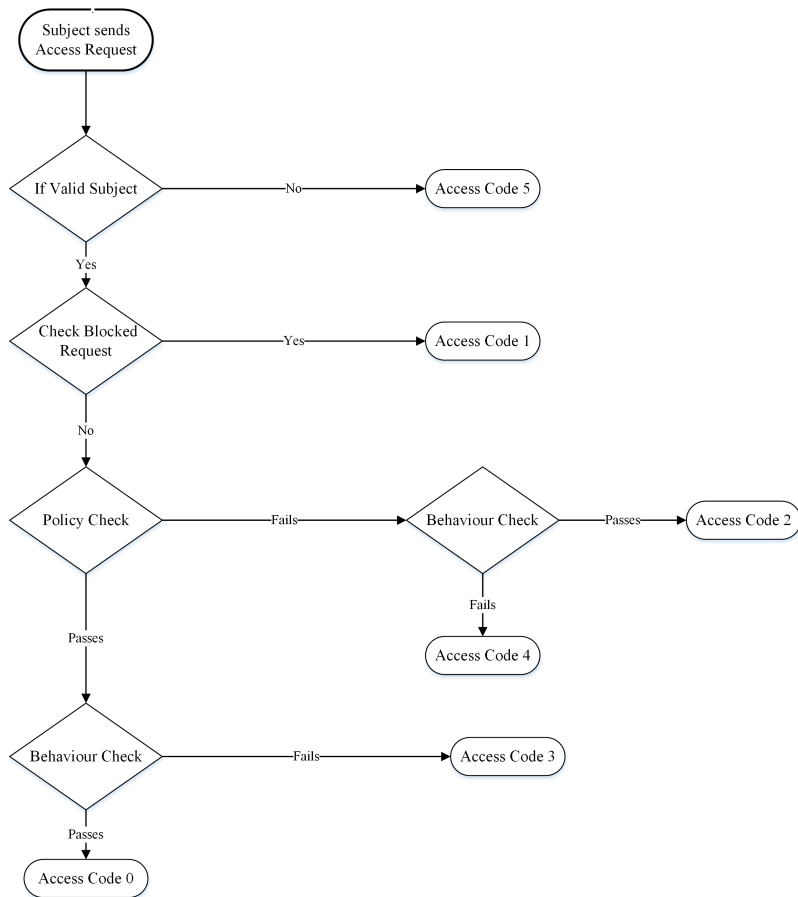 Subject sends
Access Request
If Valid Subject
No
Access Code 5
Yes
Check Blocked
Request
Yes
Access Code 1
No
Policy Check
Fails
Behaviour Check
Passes
Access Code 2
Fails
Access Code 4
Passes
Behaviour Check
Fails
Access Code 3
Passes
Access Code 0